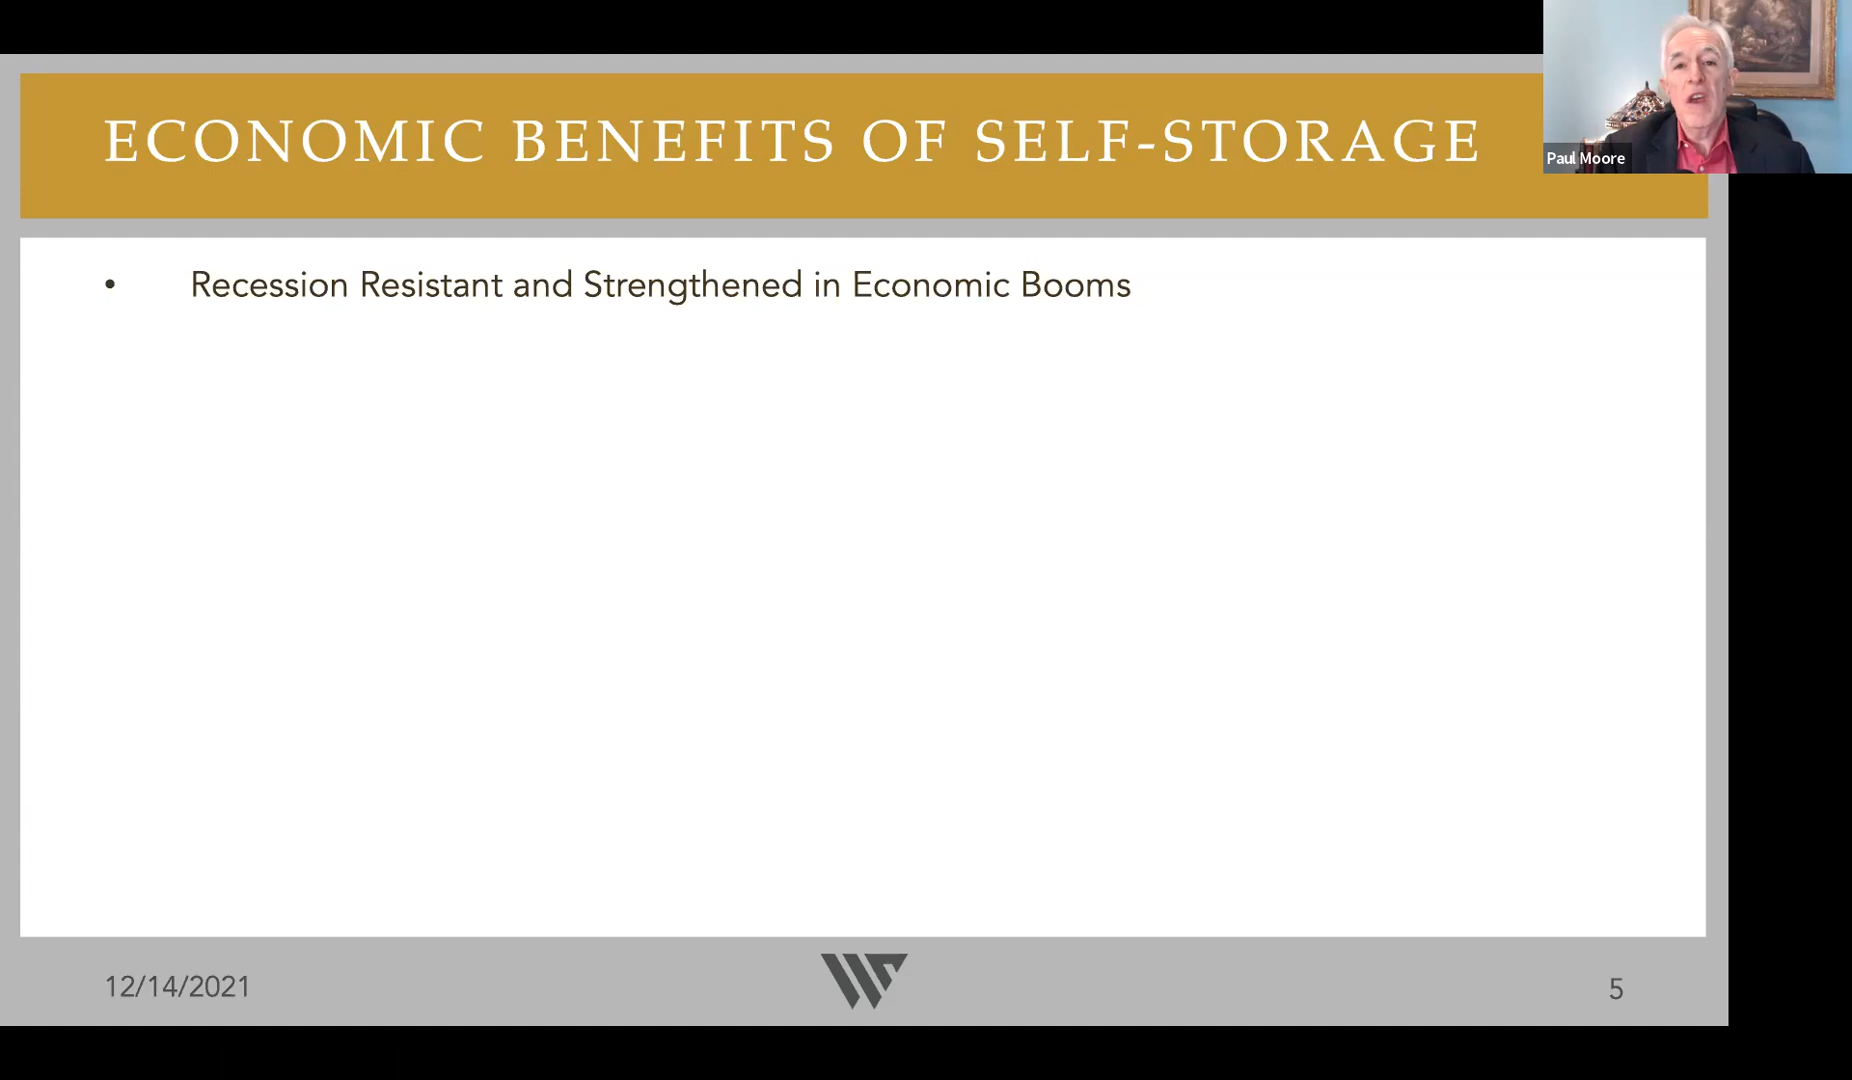 ECONOMIC BENEFITS OF SELF-STORAGE
Paul Moore
• Recession Resistant and Strengthened in Economic Booms
12/14/2021
5